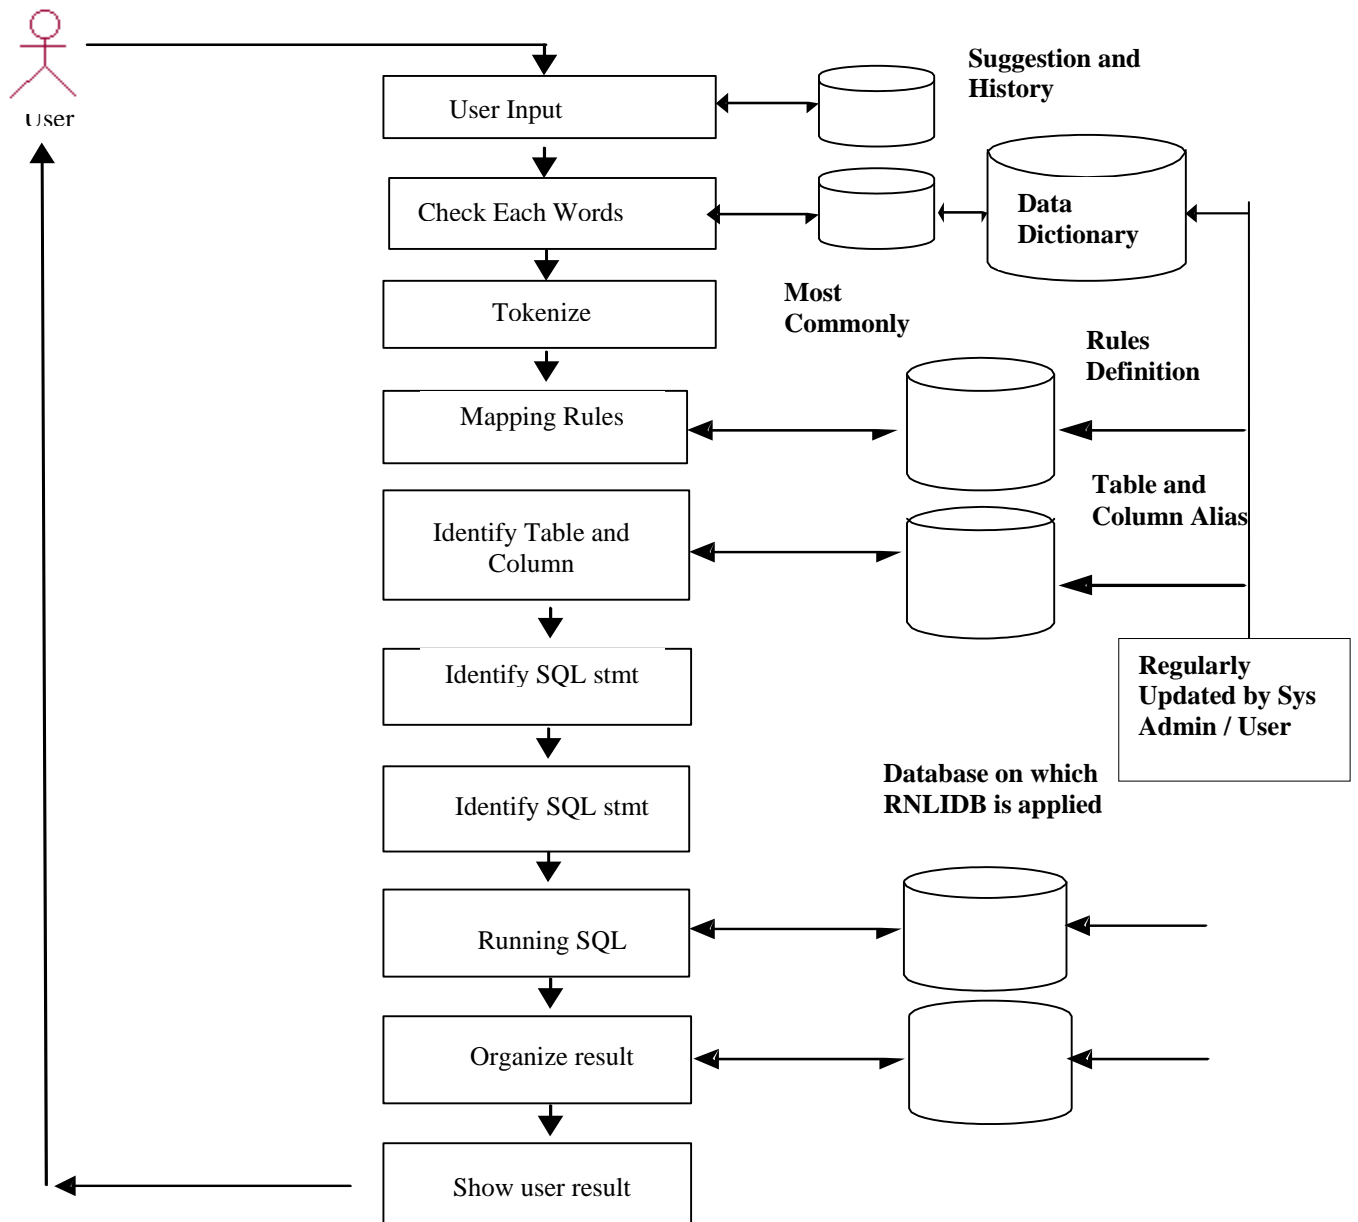 User
Suggestion and
History
User Input
Check Each Words
Data
Dictionary
Tokenize
Most
Commonly
Rules
Definition
Mapping Rules
Table and
Column Alias
Identify Table and
Column
Identify SQL stmt
Regularly
Updated by Sys
Admin / User
Database on which
RNLIDB is applied
Identify SQL stmt
Running SQL
Organize result
Show user result